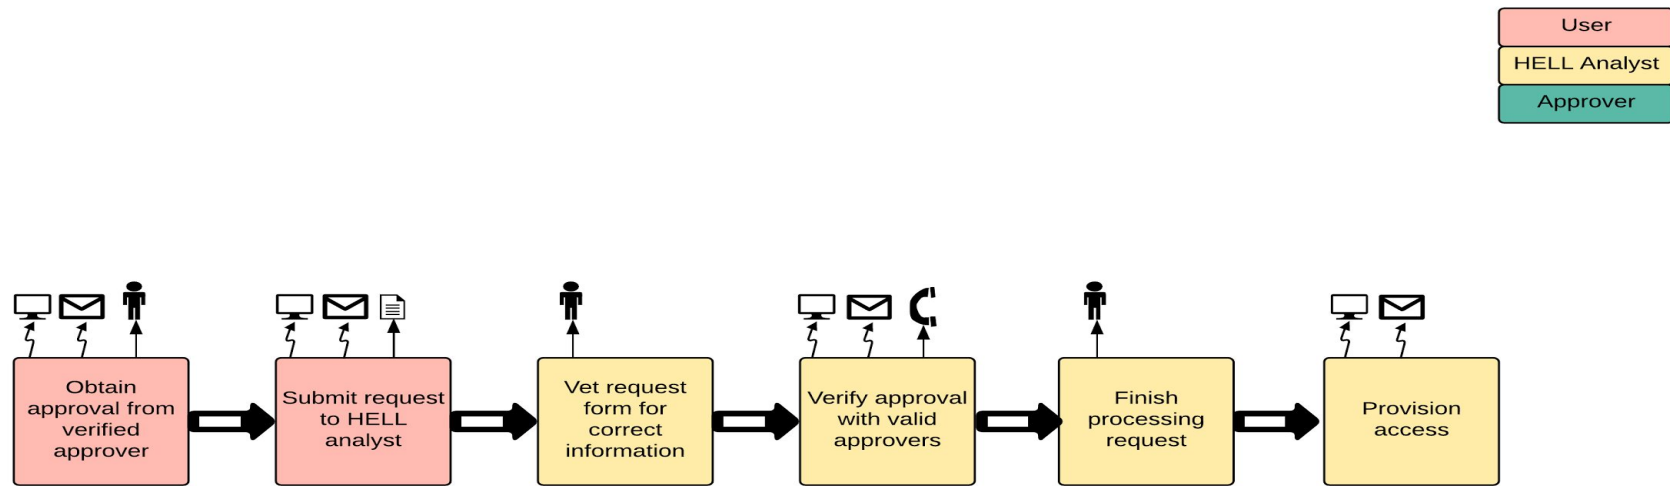 User
HELL Analyst
Approver
Obtain
approval from
verified
approver
Submit request
to HELL
analyst
Vet request
form for
correct
information
Verify approval
with valid
approvers
Finish
processing
request
Provision
access